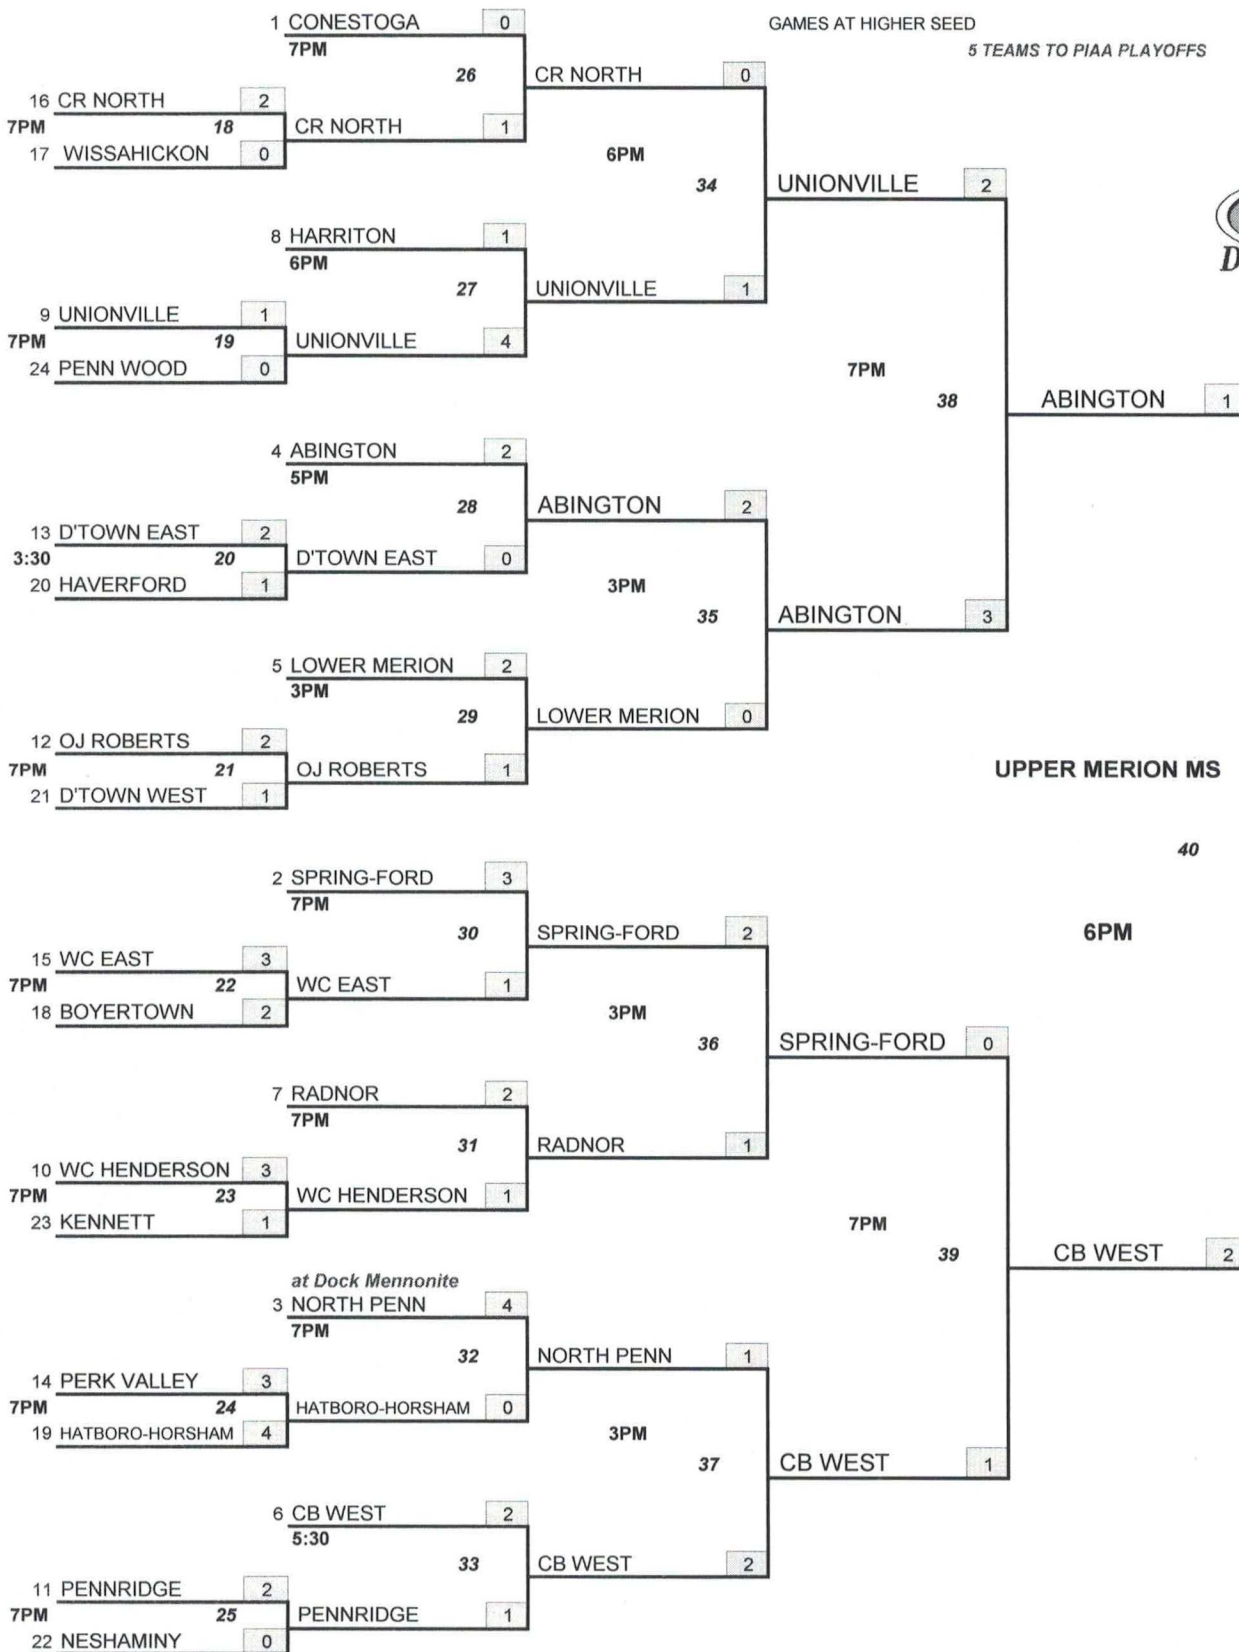 1 CONESTOGA 0
GAMES AT HIGHER SEED
7PM
5 TEAMS TO PIAA PLAYOFFS
26
CR NORTH 0
16 CR NORTH 2
7PM 18
CR NORTH 1
17 WISSAHICKON 0
6PM
34
UNIONVILLE 2
8 HARRITON 1
6PM
D
27
UNIONVILLE 1
9 UNIONVILLE 1
7PM 19
UNIONVILLE 4
24 PENN WOOD 0
7PM
38
ABINGTON 1
4 ABINGTON 2
5PM
28
ABINGTON 2
13 D'TOWN EAST 2
3:30 20
D'TOWN EAST 0
20 HAVERFORD 1
3PM
35
ABINGTON 3
5 LOWER MERION 2
3PM
29
LOWER MERION 0
12 OJ ROBERTS 2
7PM 21
OJ ROBERTS 1
21 D'TOWN WEST 1
UPPER MERION MS
40
2 SPRING-FORD 3
7PM
30
SPRING-FORD 2
6PM
15 WC EAST 3
7PM 22
WC EAST 1
18 BOYERTOWN 2
3PM
36
SPRING-FORD 0
7 RADNOR 2
7PM
31
RADNOR 1
10 WC HENDERSON 3
7PM 23
WC HENDERSON 1
23 KENNETT 1
7PM
39
CB WEST 2
at Dock Mennonite
3 NORTH PENN 4
7PM
32
NORTH PENN 1
14 PERK VALLEY 3
7PM 24
HATBORO-HORSHAM 0
19 HATBORO-HORSHAM 4
3PM
37
CB WEST 1
6 CB WEST 2
5:30
33
CB WEST 2
11 PENNRIDGE 2
7PM 25
PENNRIDGE 1
22 NESHAMINY 0